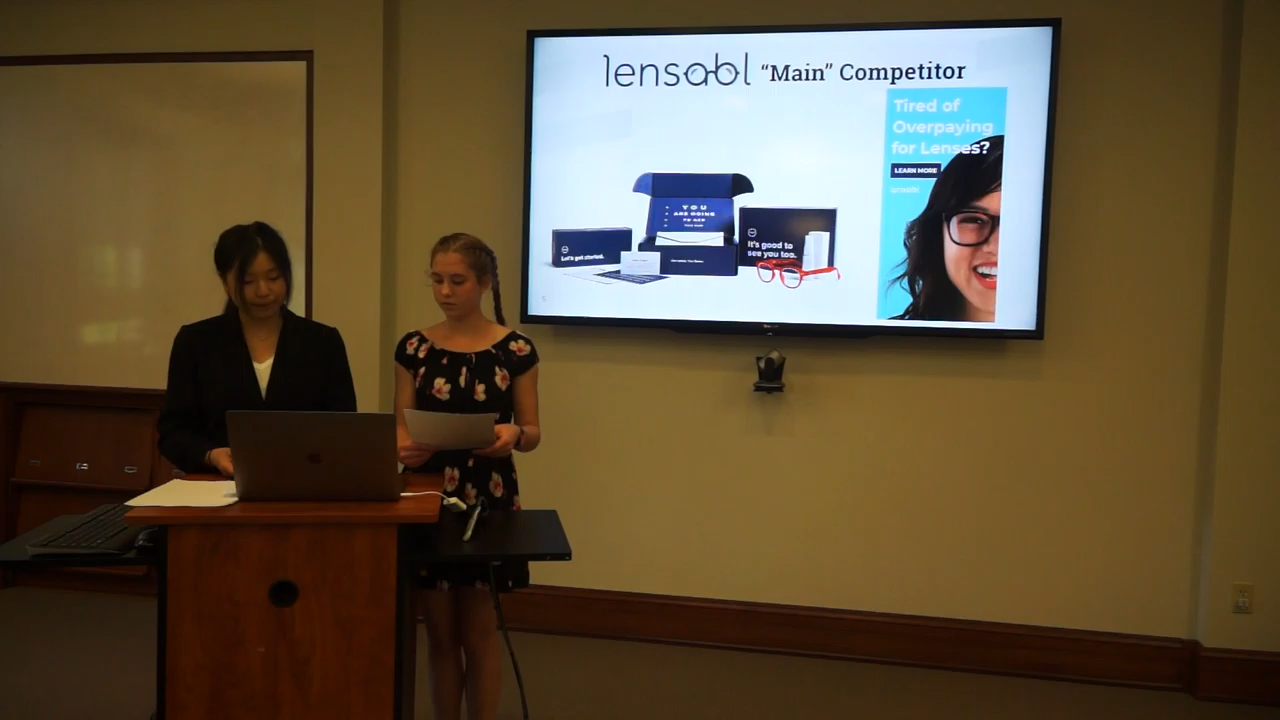 lensabl "Main" Competitor
Tired of
Overpaying
for Lenses?
LEARN MORE
lensabl
YOU
ARE GOING
TO
Let's get started.
It's good to
see you too.